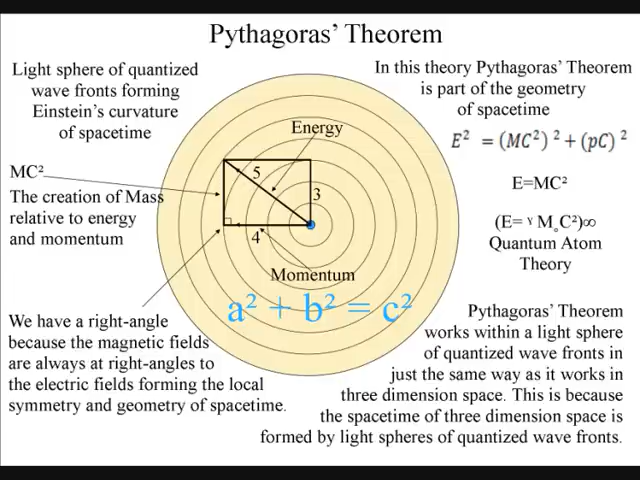 Pythagoras’ Theorem
Light sphere of quantized
wave fronts forming
Einstein’s curvature
of spacetime
In this theory Pythagoras’ Theorem
is part of the geometry
of spacetime
E² = (MC²)² + (pC)²
E=MC²
(E= ᵞ M˳C²)∞
Quantum Atom
Theory
Energy
5
3
4
Momentum
MC²
The creation of Mass
relative to energy
and momentum
a² + b² = c²
We have a right-angle
because the magnetic fields
are always at right-angles to
the electric fields forming the local
symmetry and geometry of spacetime.
Pythagoras’ Theorem
works within a light sphere
of quantized wave fronts in
just the same way as it works in
three dimension space. This is because
the spacetime of three dimension space is
formed by light spheres of quantized wave fronts.